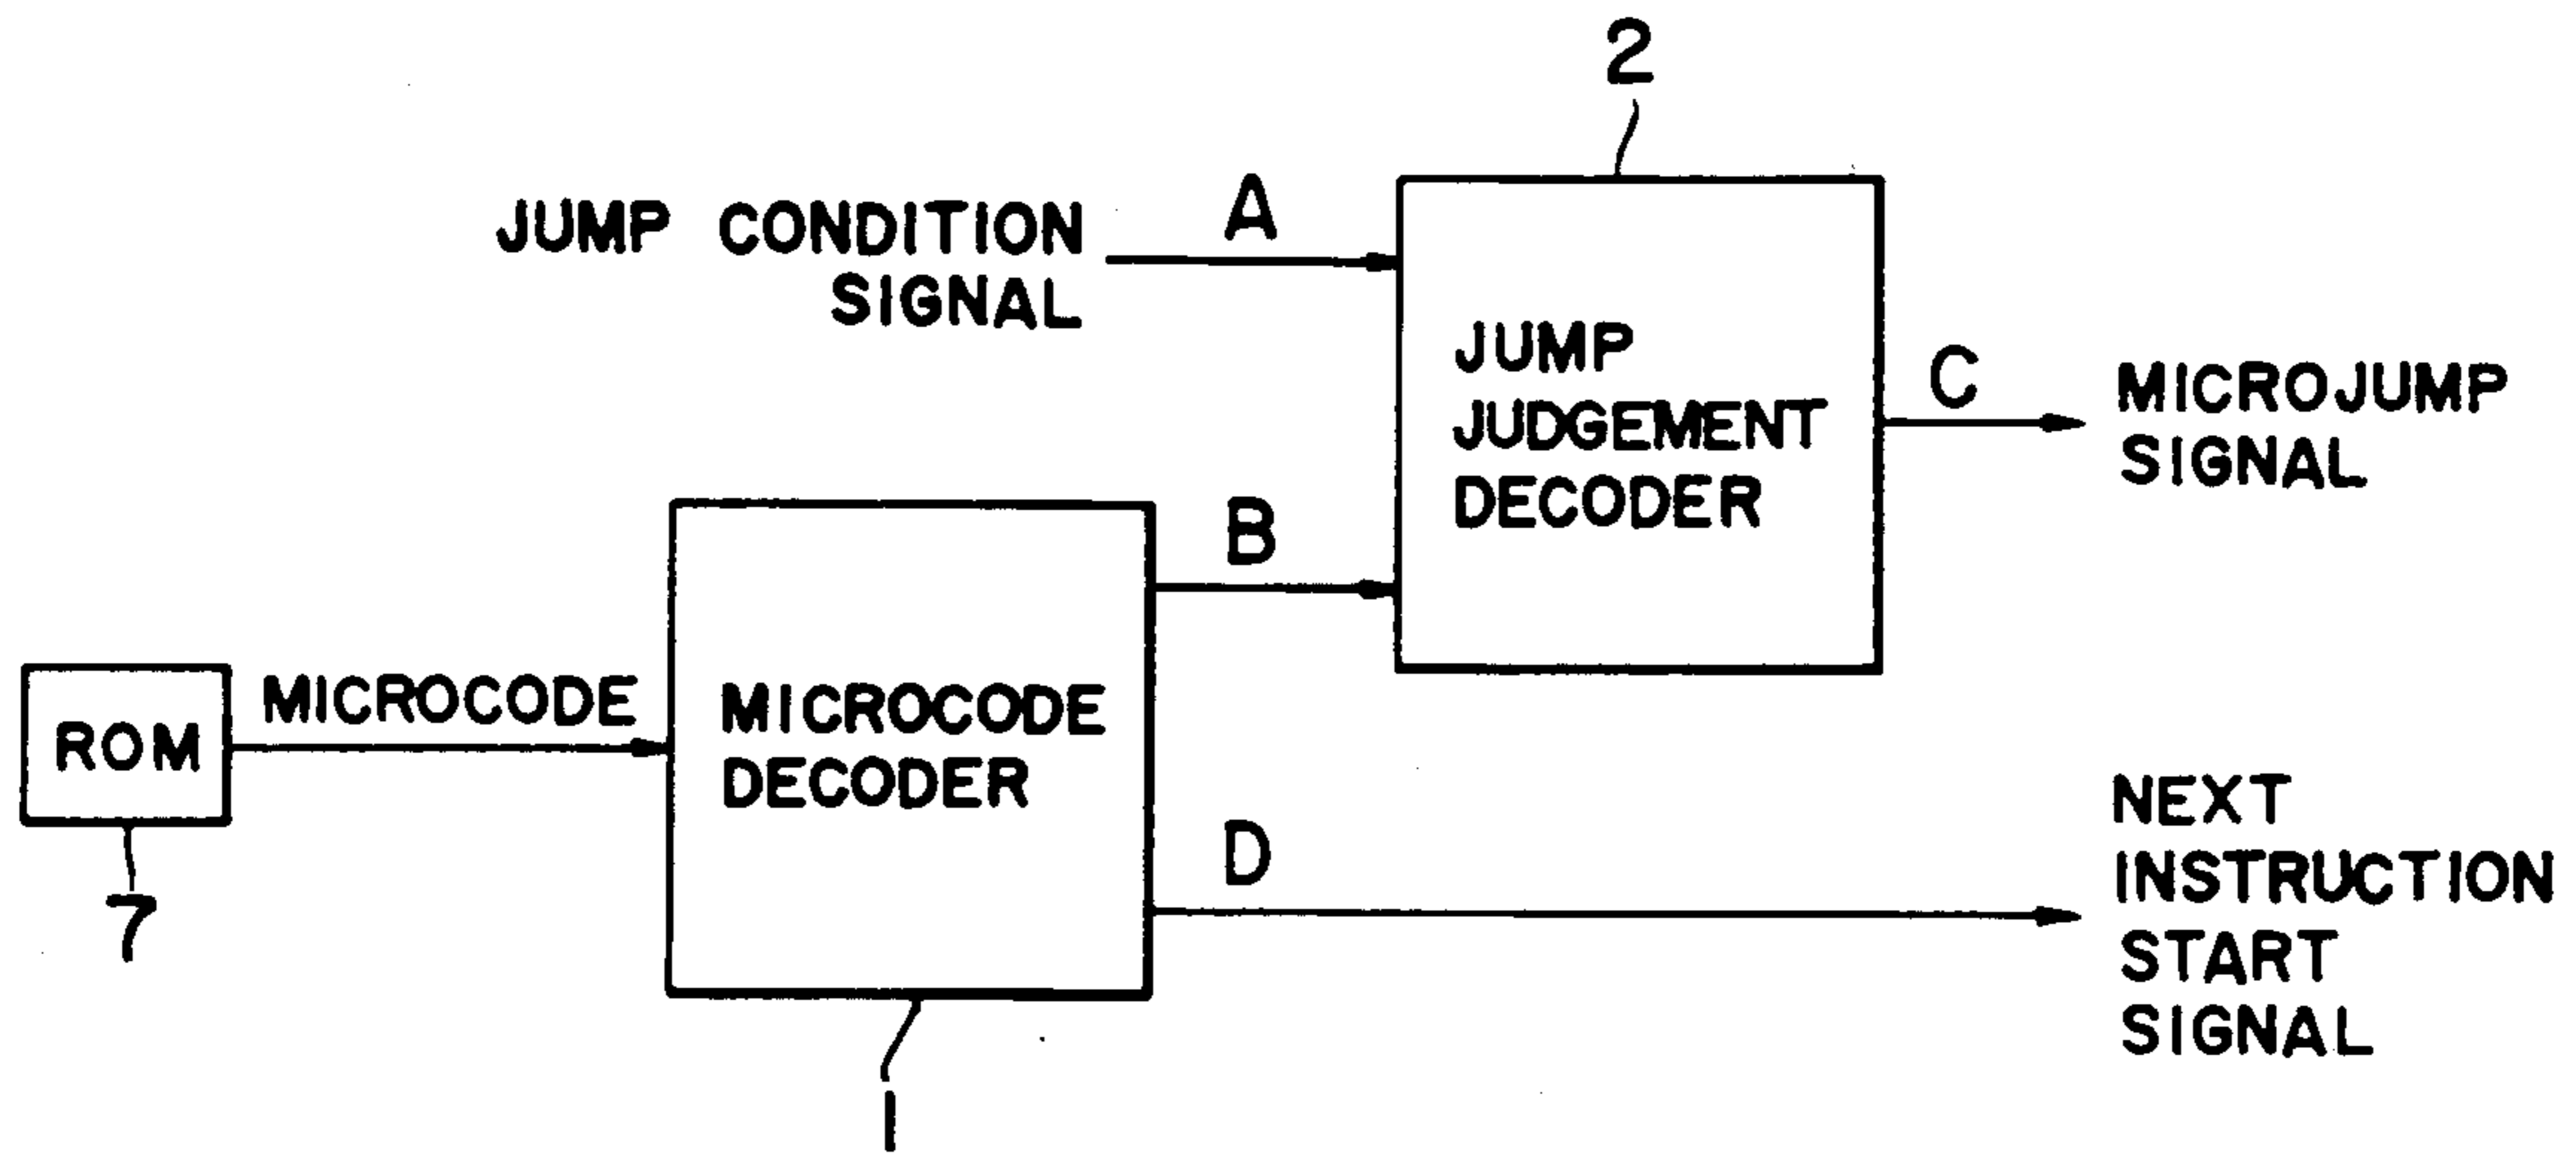 2
JUMP CONDITION
SIGNAL
A
JUMP
JUDGEMENT
DECODER
C
MICROJUMP
SIGNAL
B
ROM
MICROCODE
MICROCODE
DECODER
D
NEXT
INSTRUCTION
START
SIGNAL
7
1